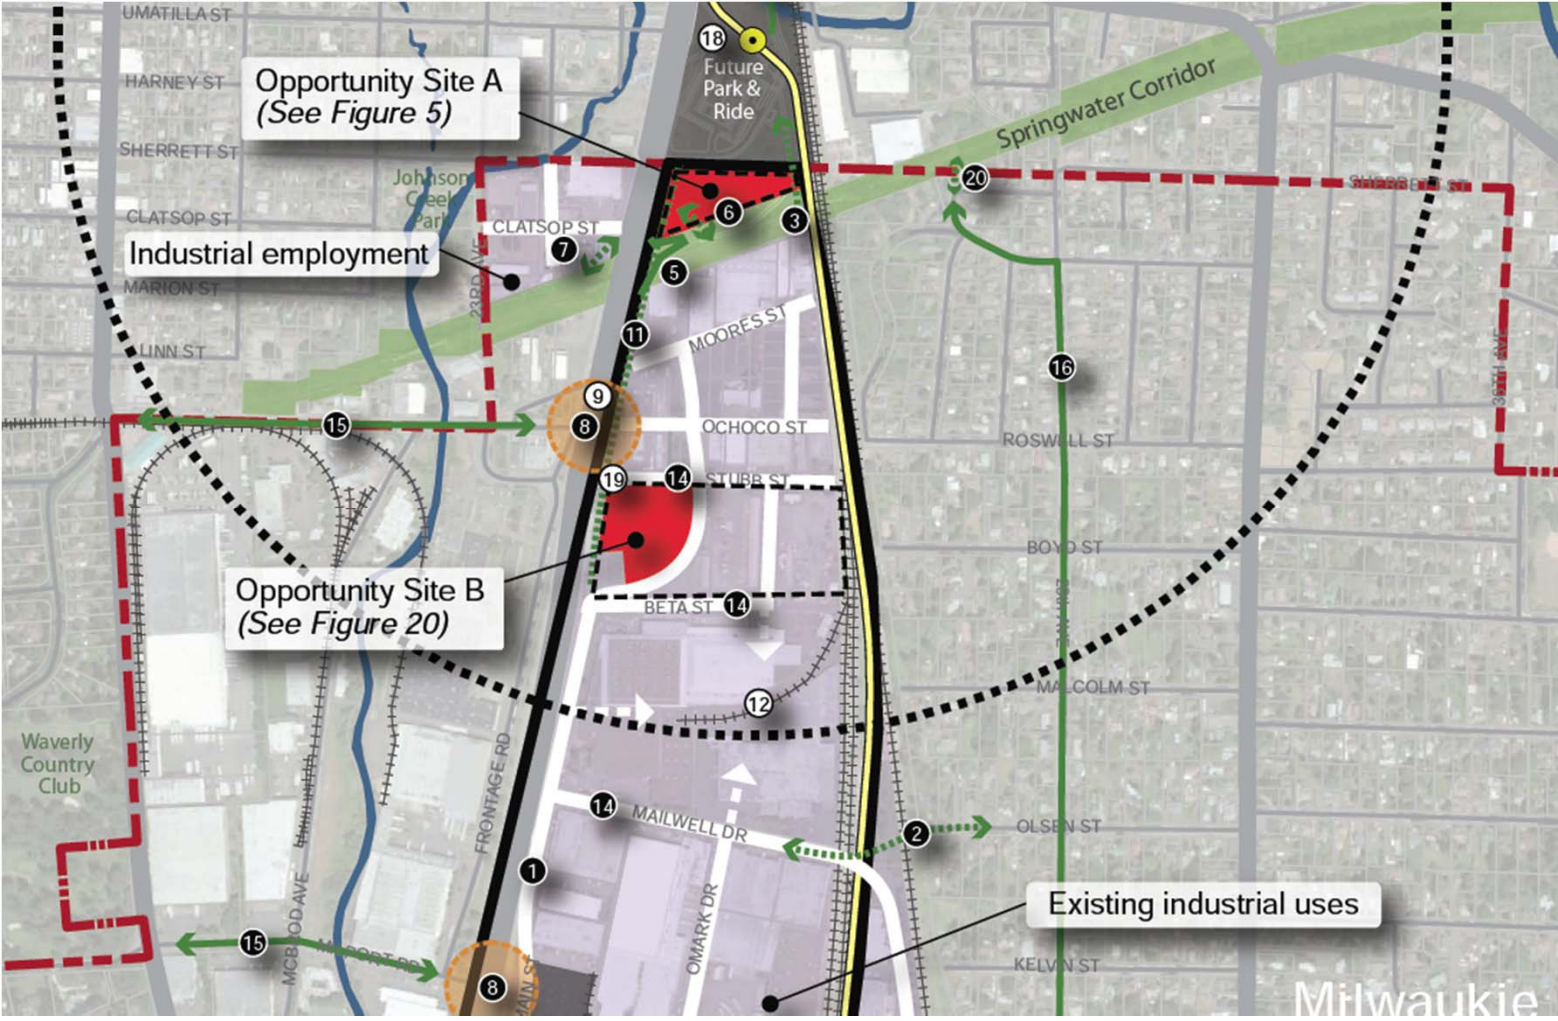 UMATILLA ST
18
Future
Park &
Ride
HARNEY ST
Opportunity Site A
(See Figure 5)
Springwater Corridor
SHERRETT ST
Johnson
Creek
Park
20
SHERRETT ST
CLATSOP ST
CLATSOP ST
6
3
7
Industrial employment
23RD AVE
5
MARION ST
11
MOORES ST
LINN ST
16
9
15
8
OCHOCO ST
ROSWELL ST
19
14
STUBB ST
BOYD ST
Opportunity Site B
(See Figure 20)
BETA ST
14
MALCOLM ST
12
Waverly
Country
Club
FRONTAGE RD
14
MAILWELL DR
2
OLSEN ST
1
Existing industrial uses
MCBROD AVE
OMARK DR
15
KELVIN ST
8
MAIN ST
Milwaukie